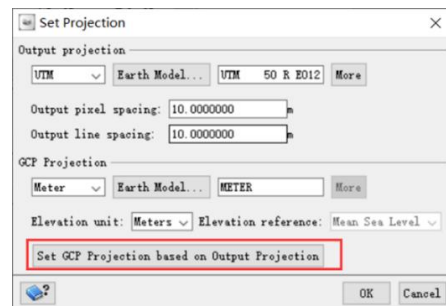 Set Projection
Output projection
UTM Earth Model... UTM 50 R E012 More
Output pixel spacing: 10.0000000 m
Output line spacing: 10.0000000 m
GCP Projection
Meter Earth Model... METER More
Elevation unit: Meters Elevation reference: Mean Sea Level
Set GCP Projection based on Output Projection
OK Cancel